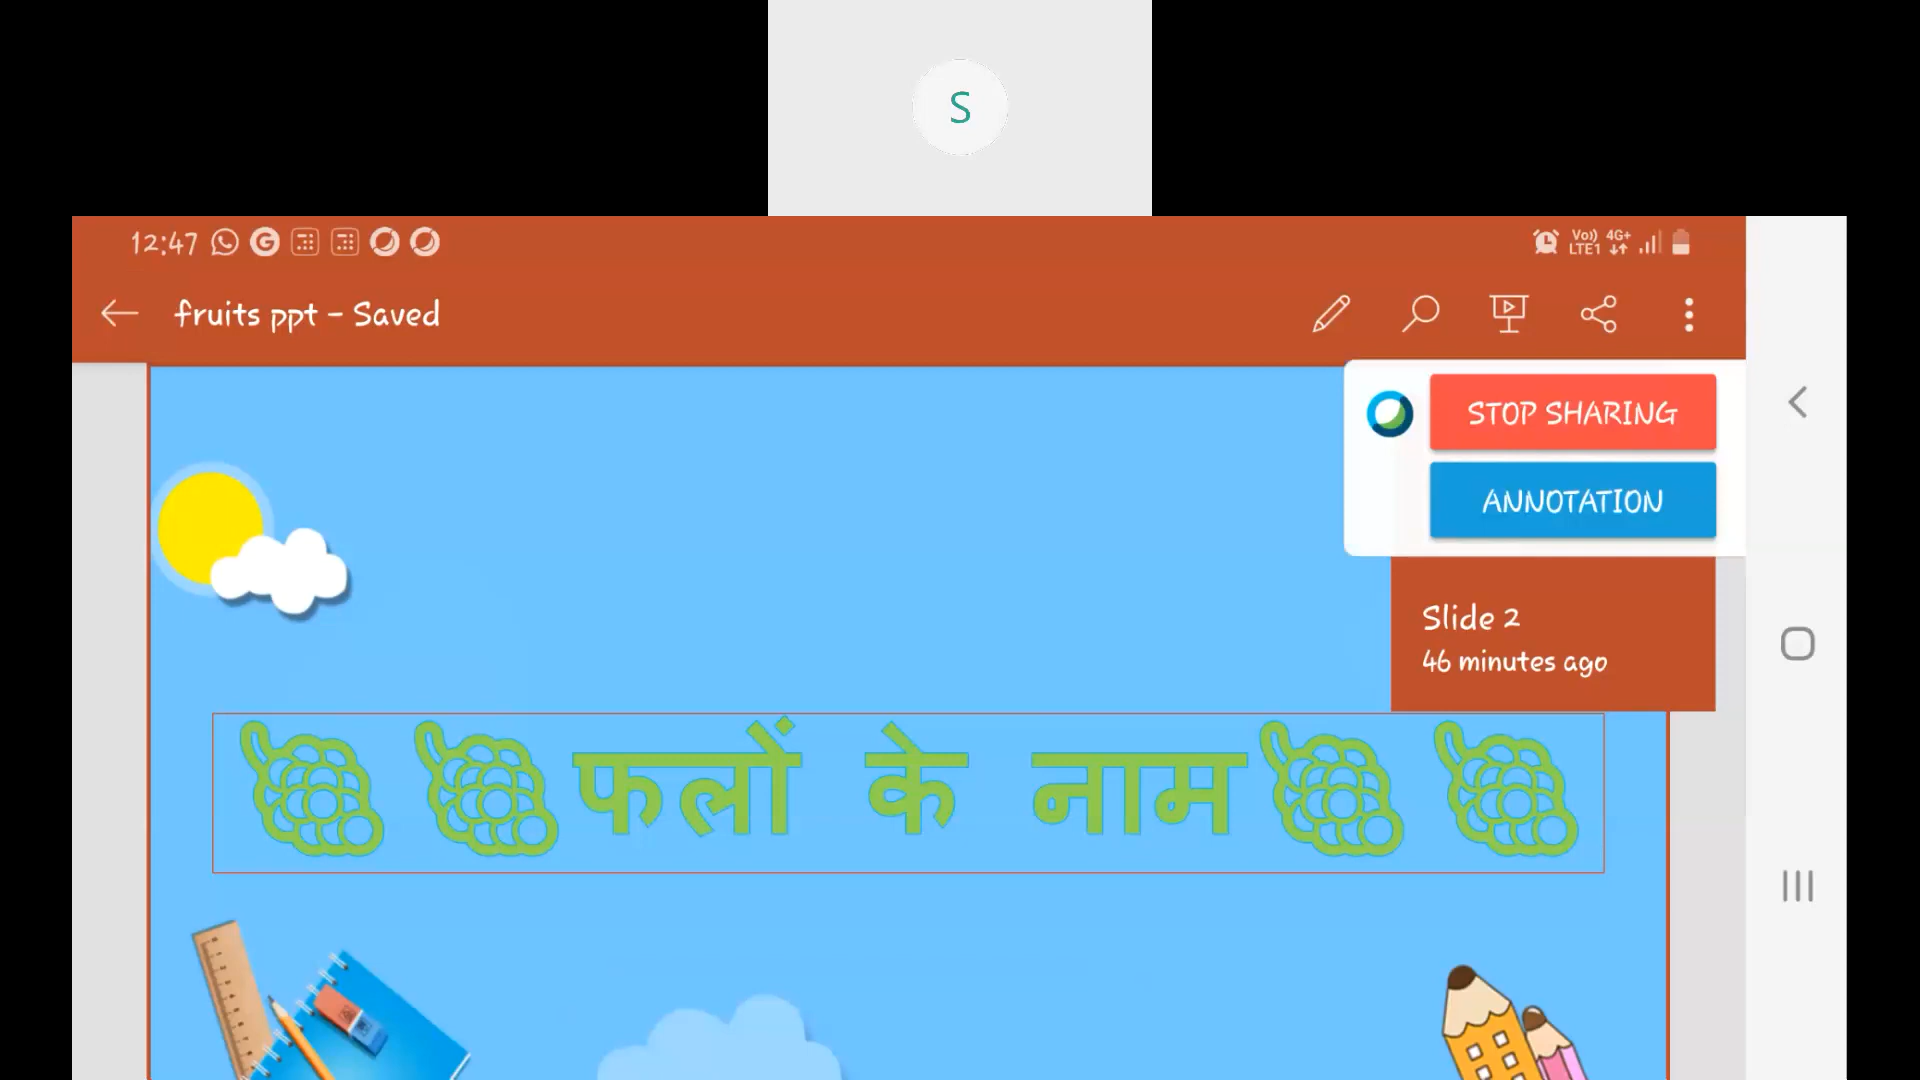 S
12:47
Vo)) LTE1 4G+
fruits ppt - Saved
STOP SHARING
ANNOTATION
Slide 2
46 minutes ago
फलों के नाम